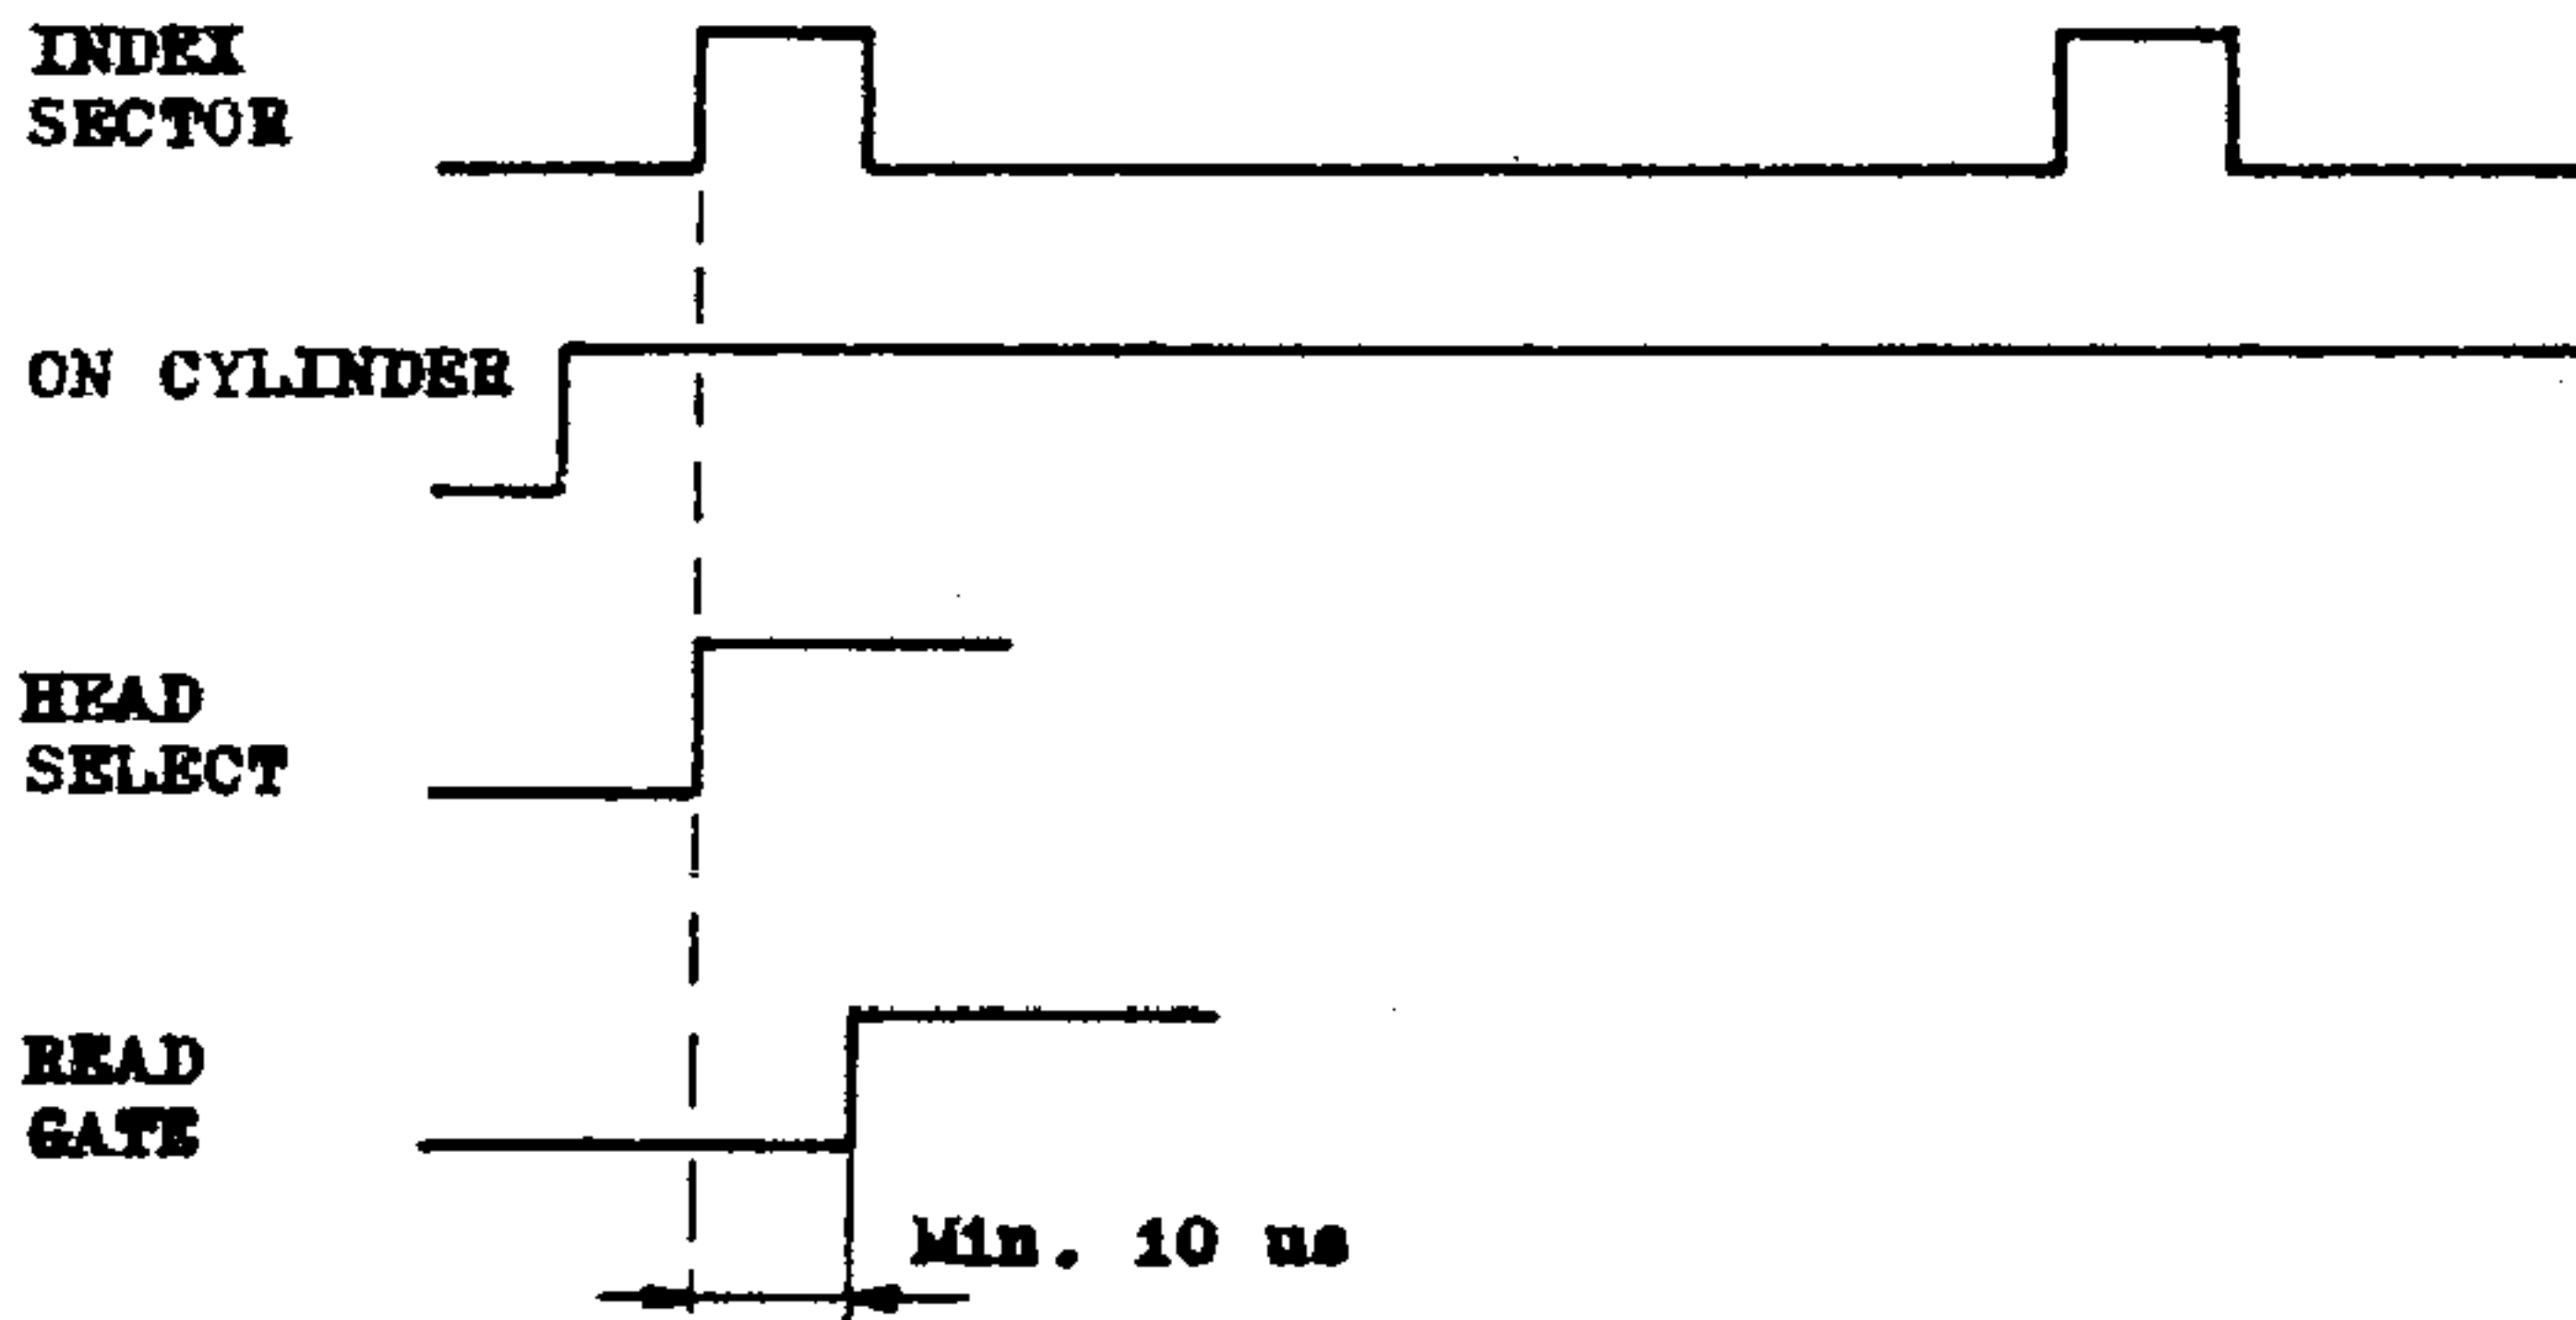 INDEX
SECTOR
ON CYLINDER
HEAD
SELECT
READ
GATE
Min. 10 us